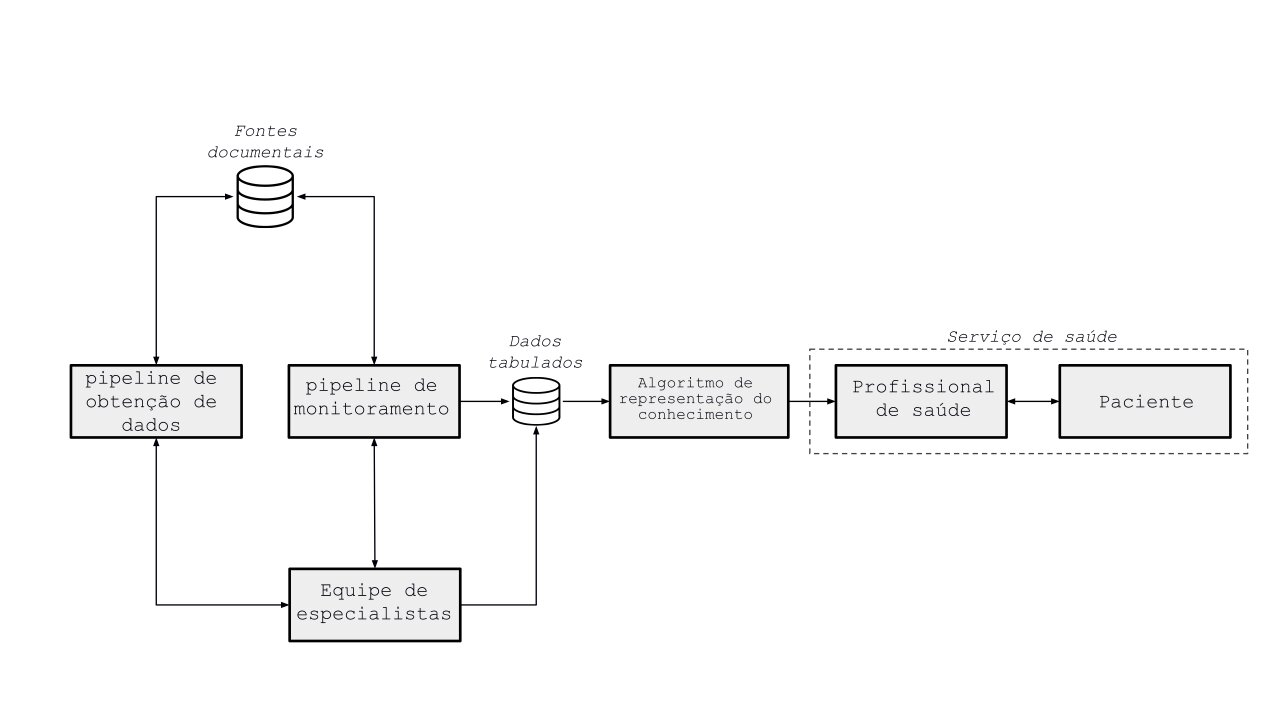 Fontes
documentais
Dados
tabulados
Serviço de saúde
pipeline de
obtenção de
dados
pipeline de
monitoramento
Algoritmo de
representação do
conhecimento
Profissional
de saúde
Paciente
Equipe de
especialistas